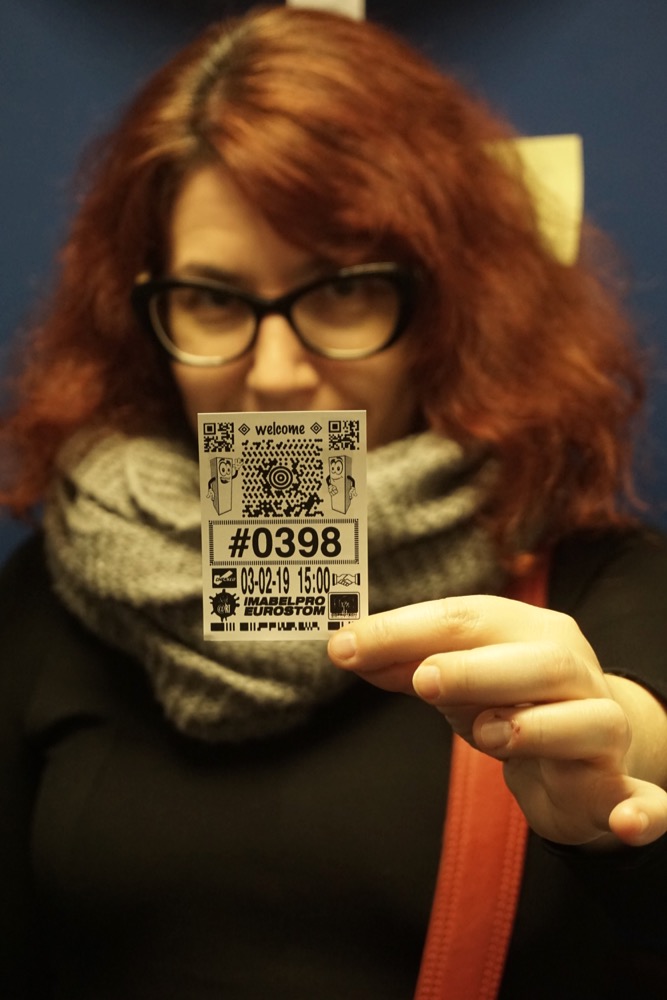 welcome
#0398
03-02-19 15:00
IMABELPRO
EUROSTOM